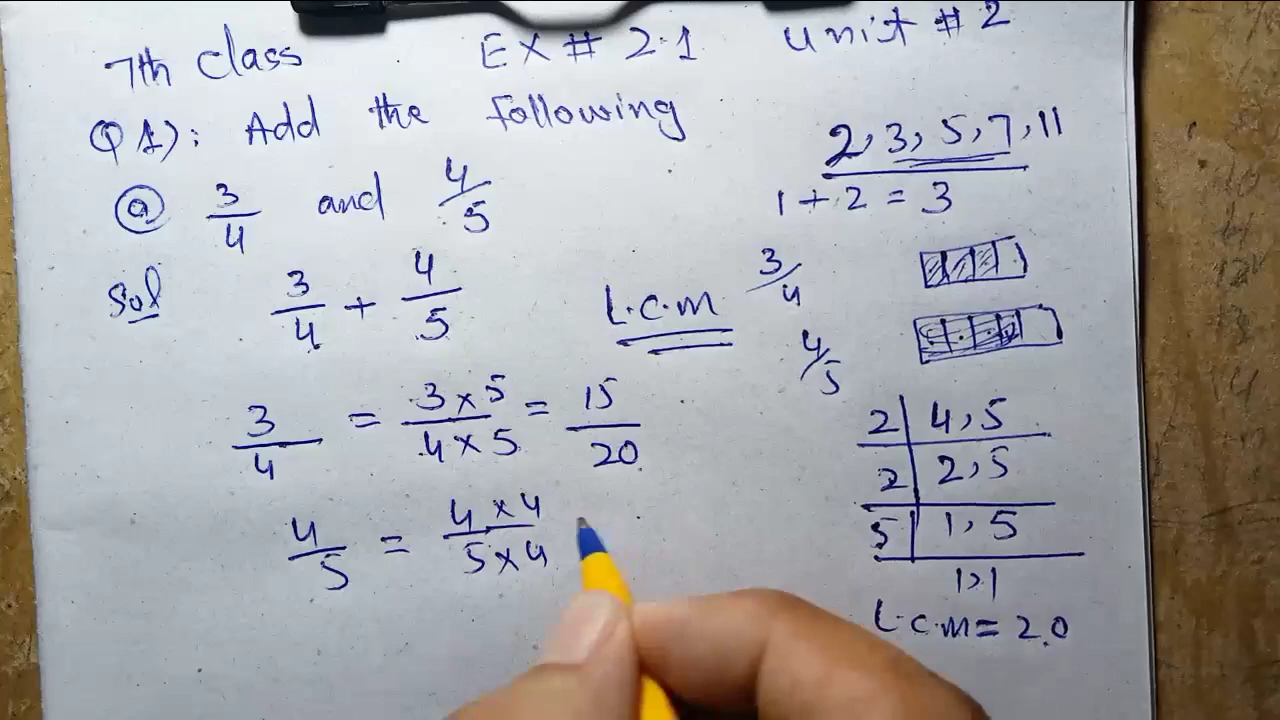 7th class EX # 2.1 Unit # 2
Q1): Add the following
2, 3, 5, 7, 11
1 + 2 = 3
(a) 3/4 and 4/5
Sol 3/4 + 4/5
L.c.m
3/4
4/5
3/4 = 3×5/4×5 = 15/20
4/5 = 4×4/5×4
2 | 4, 5
2 | 2, 5
5 | 1, 5
1, 1
L.c.m = 20